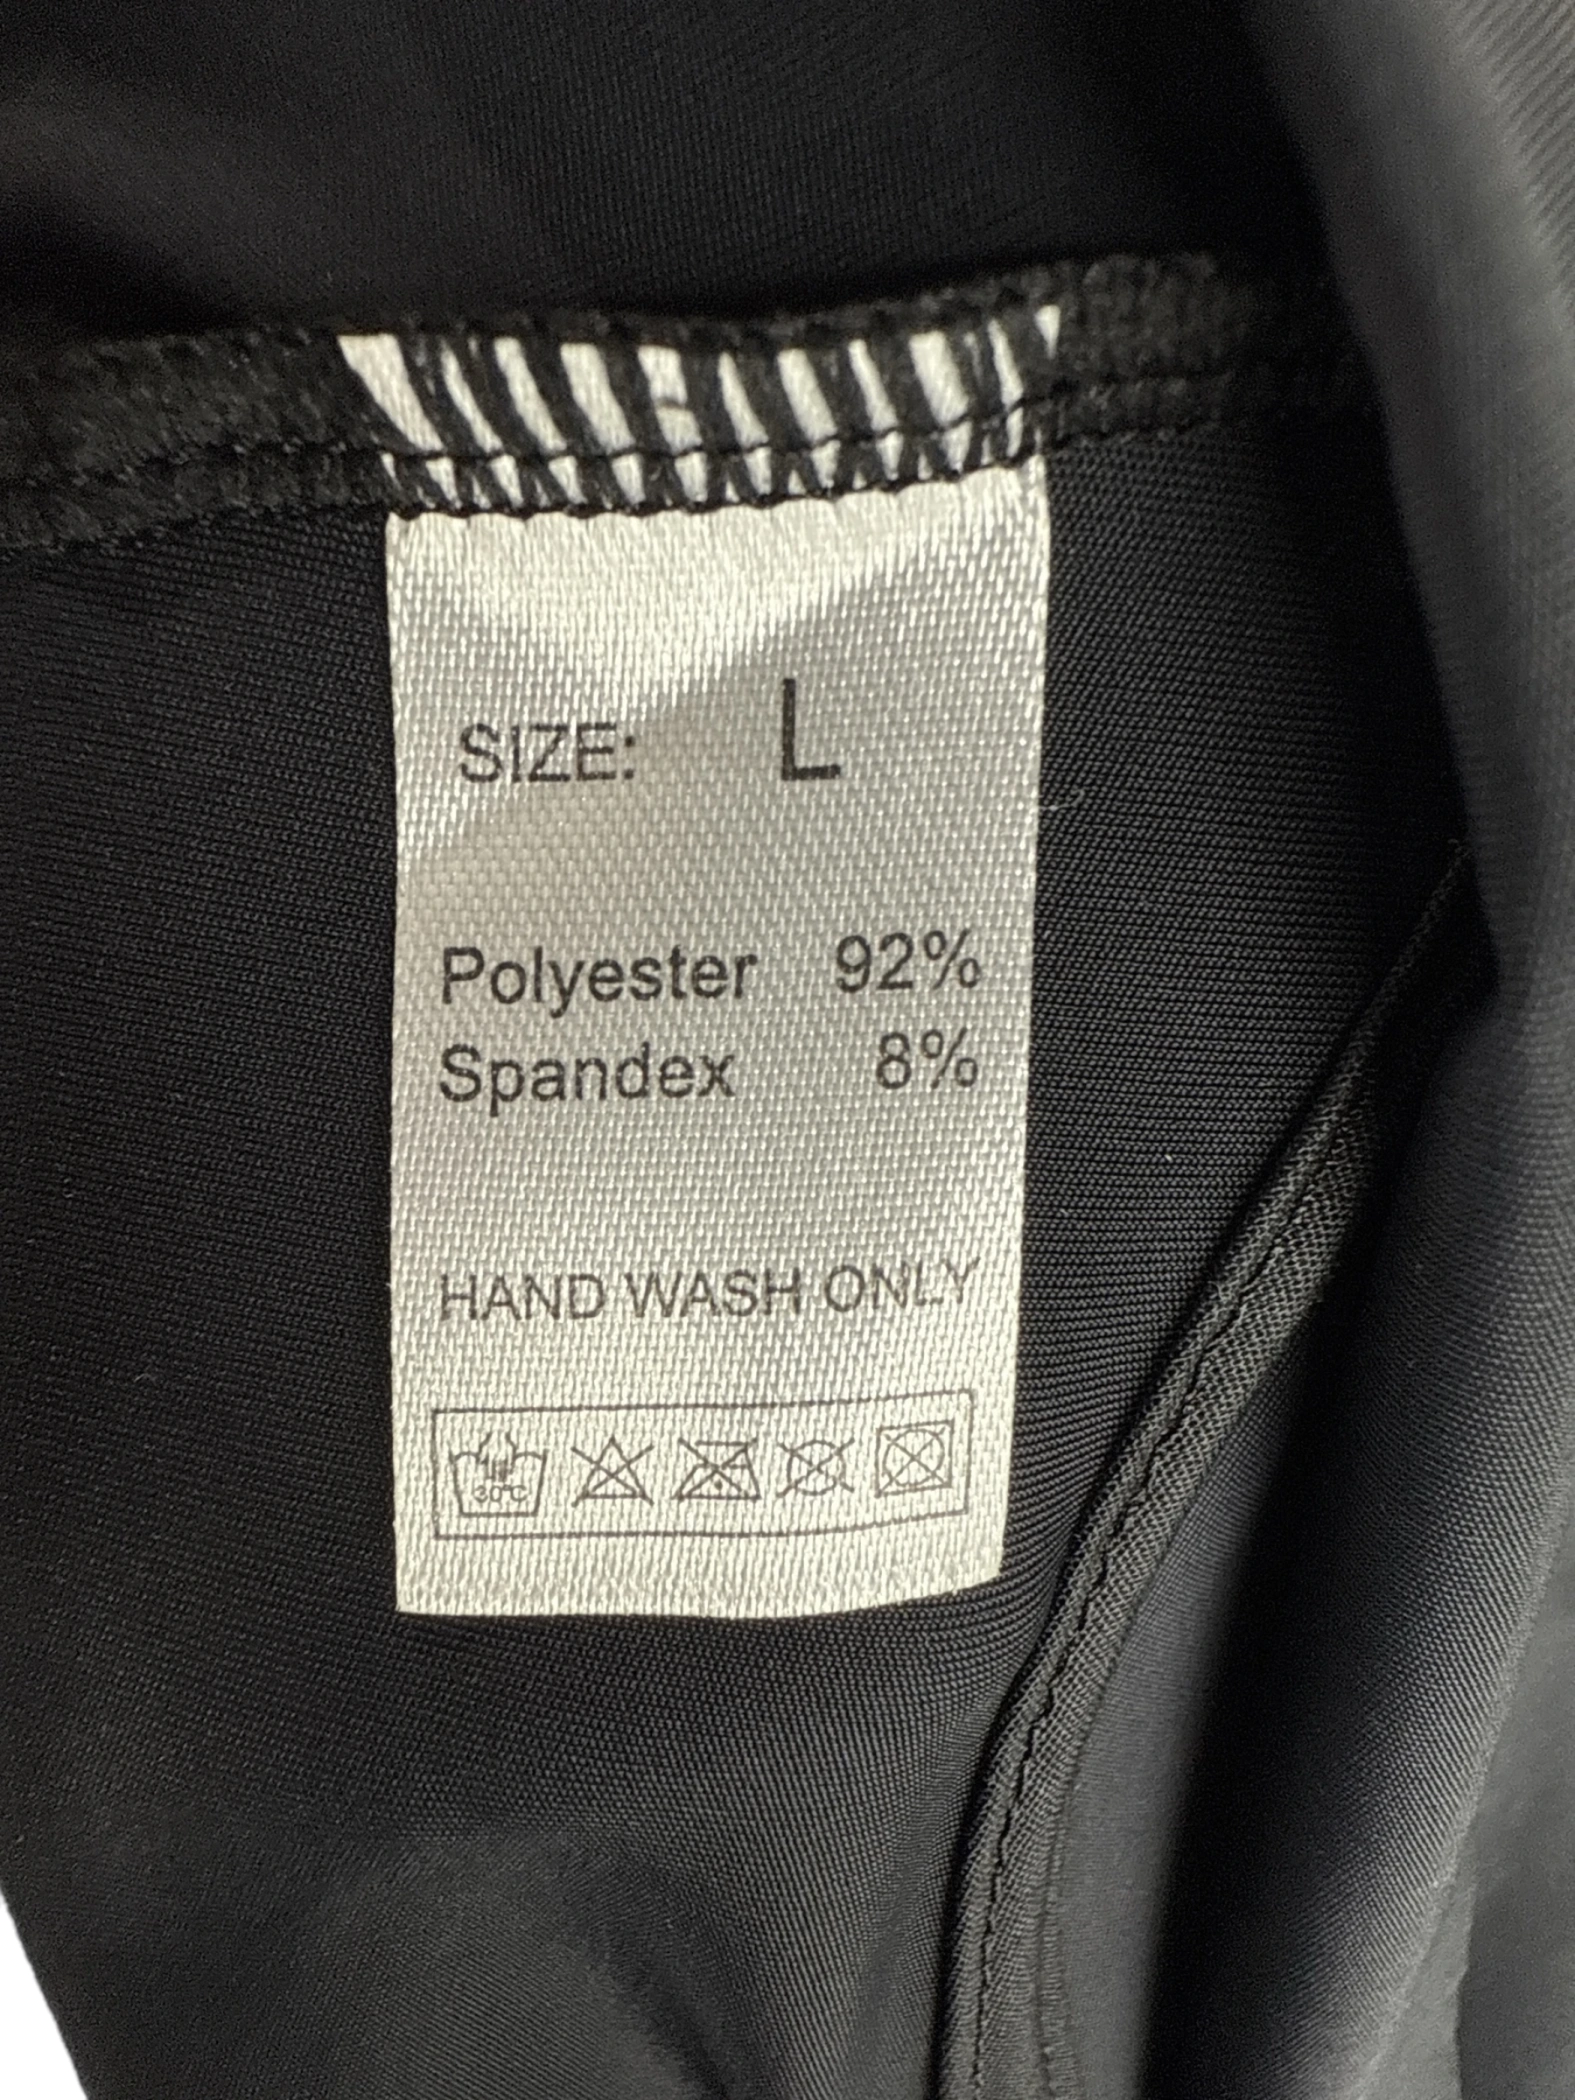 SIZE: L
Polyester 92%
Spandex 8%
HAND WASH ONLY
30°C